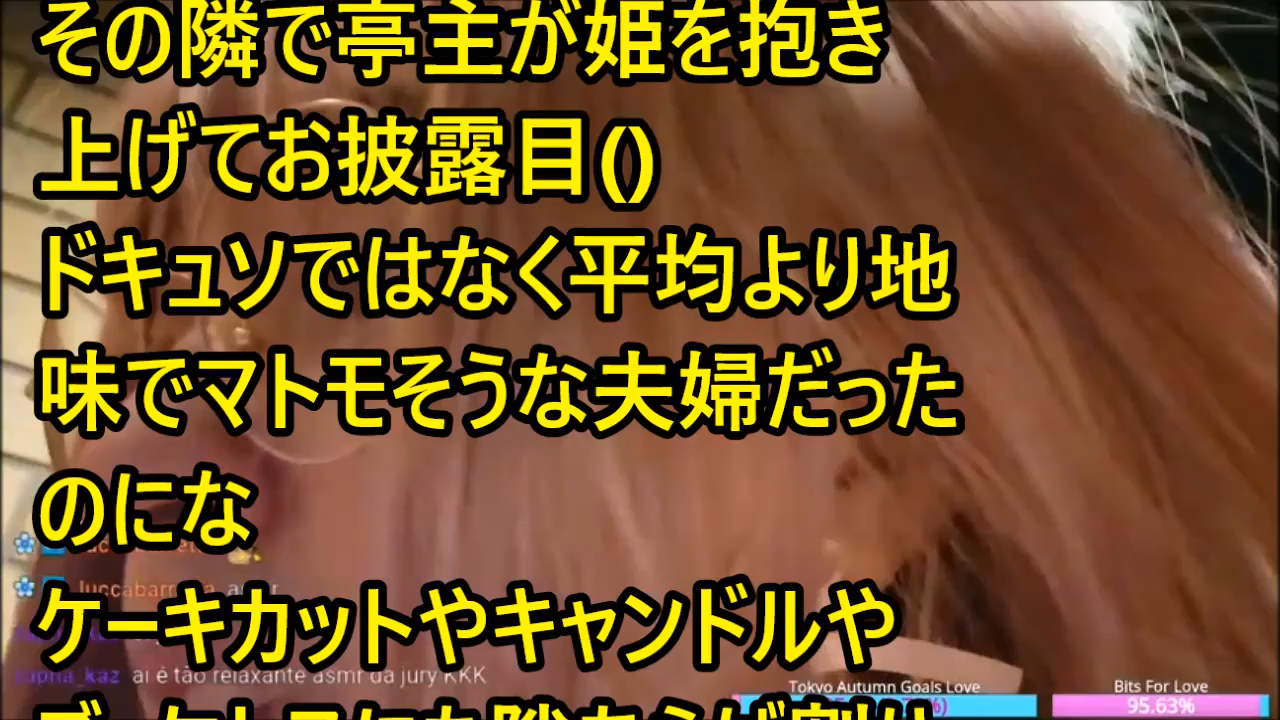 その隣で亭主が姫を抱き
上げてお披露目()
ドキュソではなく平均より地
味でマトモそうな夫婦だった
のにな
ケーキカットやキャンドルや
ai é tão relaxante asmr da jury KKK
Tokyo Autumn Goals Love
Bits For Love
95.63%